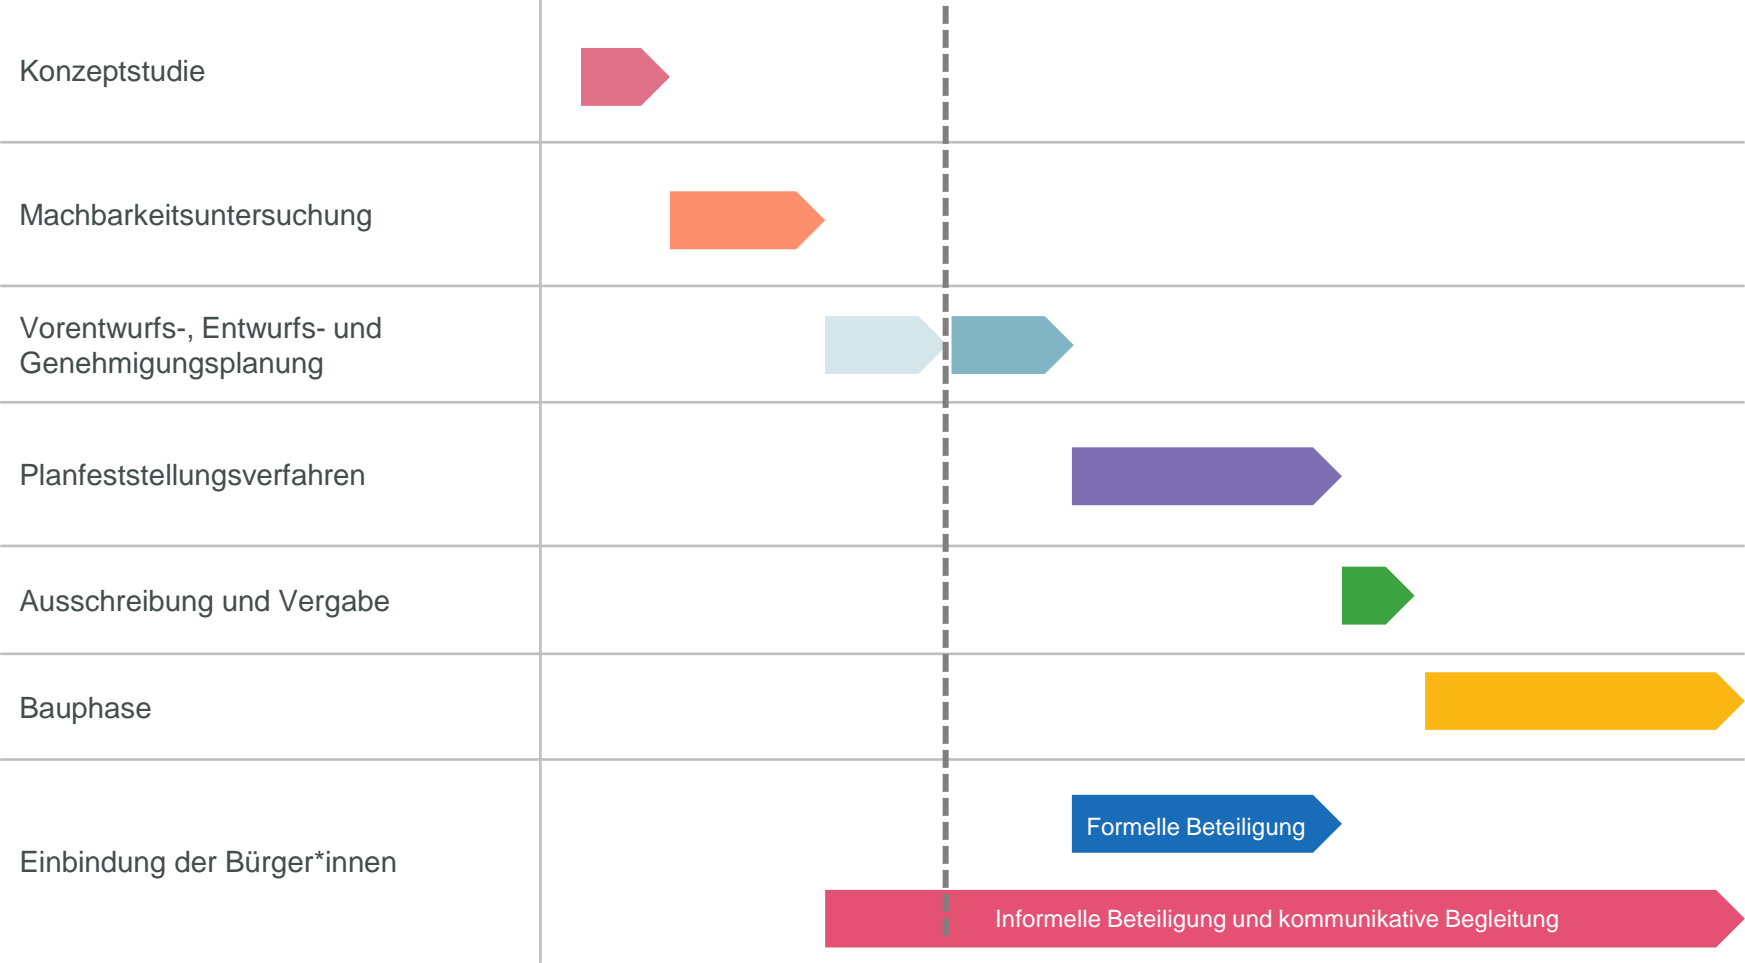 Konzeptstudie
Machbarkeitsuntersuchung
Vorentwurfs-, Entwurfs- und
Genehmigungsplanung
Planfeststellungsverfahren
Ausschreibung und Vergabe
Bauphase
Einbindung der Bürger*innen
Formelle Beteiligung
Informelle Beteiligung und kommunikative Begleitung